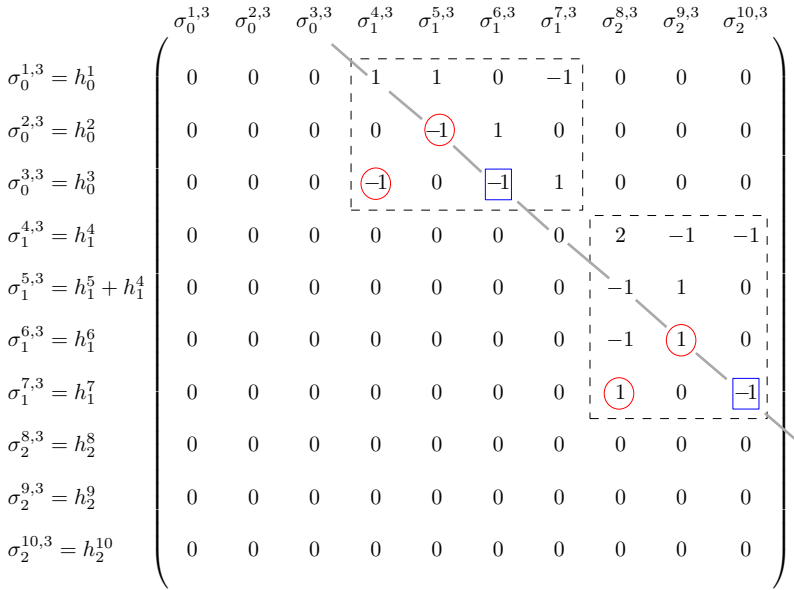 σ_0^{1,3} σ_0^{2,3} σ_0^{3,3} σ_1^{4,3} σ_1^{5,3} σ_1^{6,3} σ_1^{7,3} σ_2^{8,3} σ_2^{9,3} σ_2^{10,3}
σ_0^{1,3} = h_0^1 0 0 0 1 1 0 −1 0 0 0
σ_0^{2,3} = h_0^2 0 0 0 0 −1 1 0 0 0 0
σ_0^{3,3} = h_0^3 0 0 0 −1 0 −1 1 0 0 0
σ_1^{4,3} = h_1^4 0 0 0 0 0 0 0 2 −1 −1
σ_1^{5,3} = h_1^5 + h_1^4 0 0 0 0 0 0 0 −1 1 0
σ_1^{6,3} = h_1^6 0 0 0 0 0 0 0 −1 1 0
σ_1^{7,3} = h_1^7 0 0 0 0 0 0 0 1 0 −1
σ_2^{8,3} = h_2^8 0 0 0 0 0 0 0 0 0 0
σ_2^{9,3} = h_2^9 0 0 0 0 0 0 0 0 0 0
σ_2^{10,3} = h_2^{10} 0 0 0 0 0 0 0 0 0 0